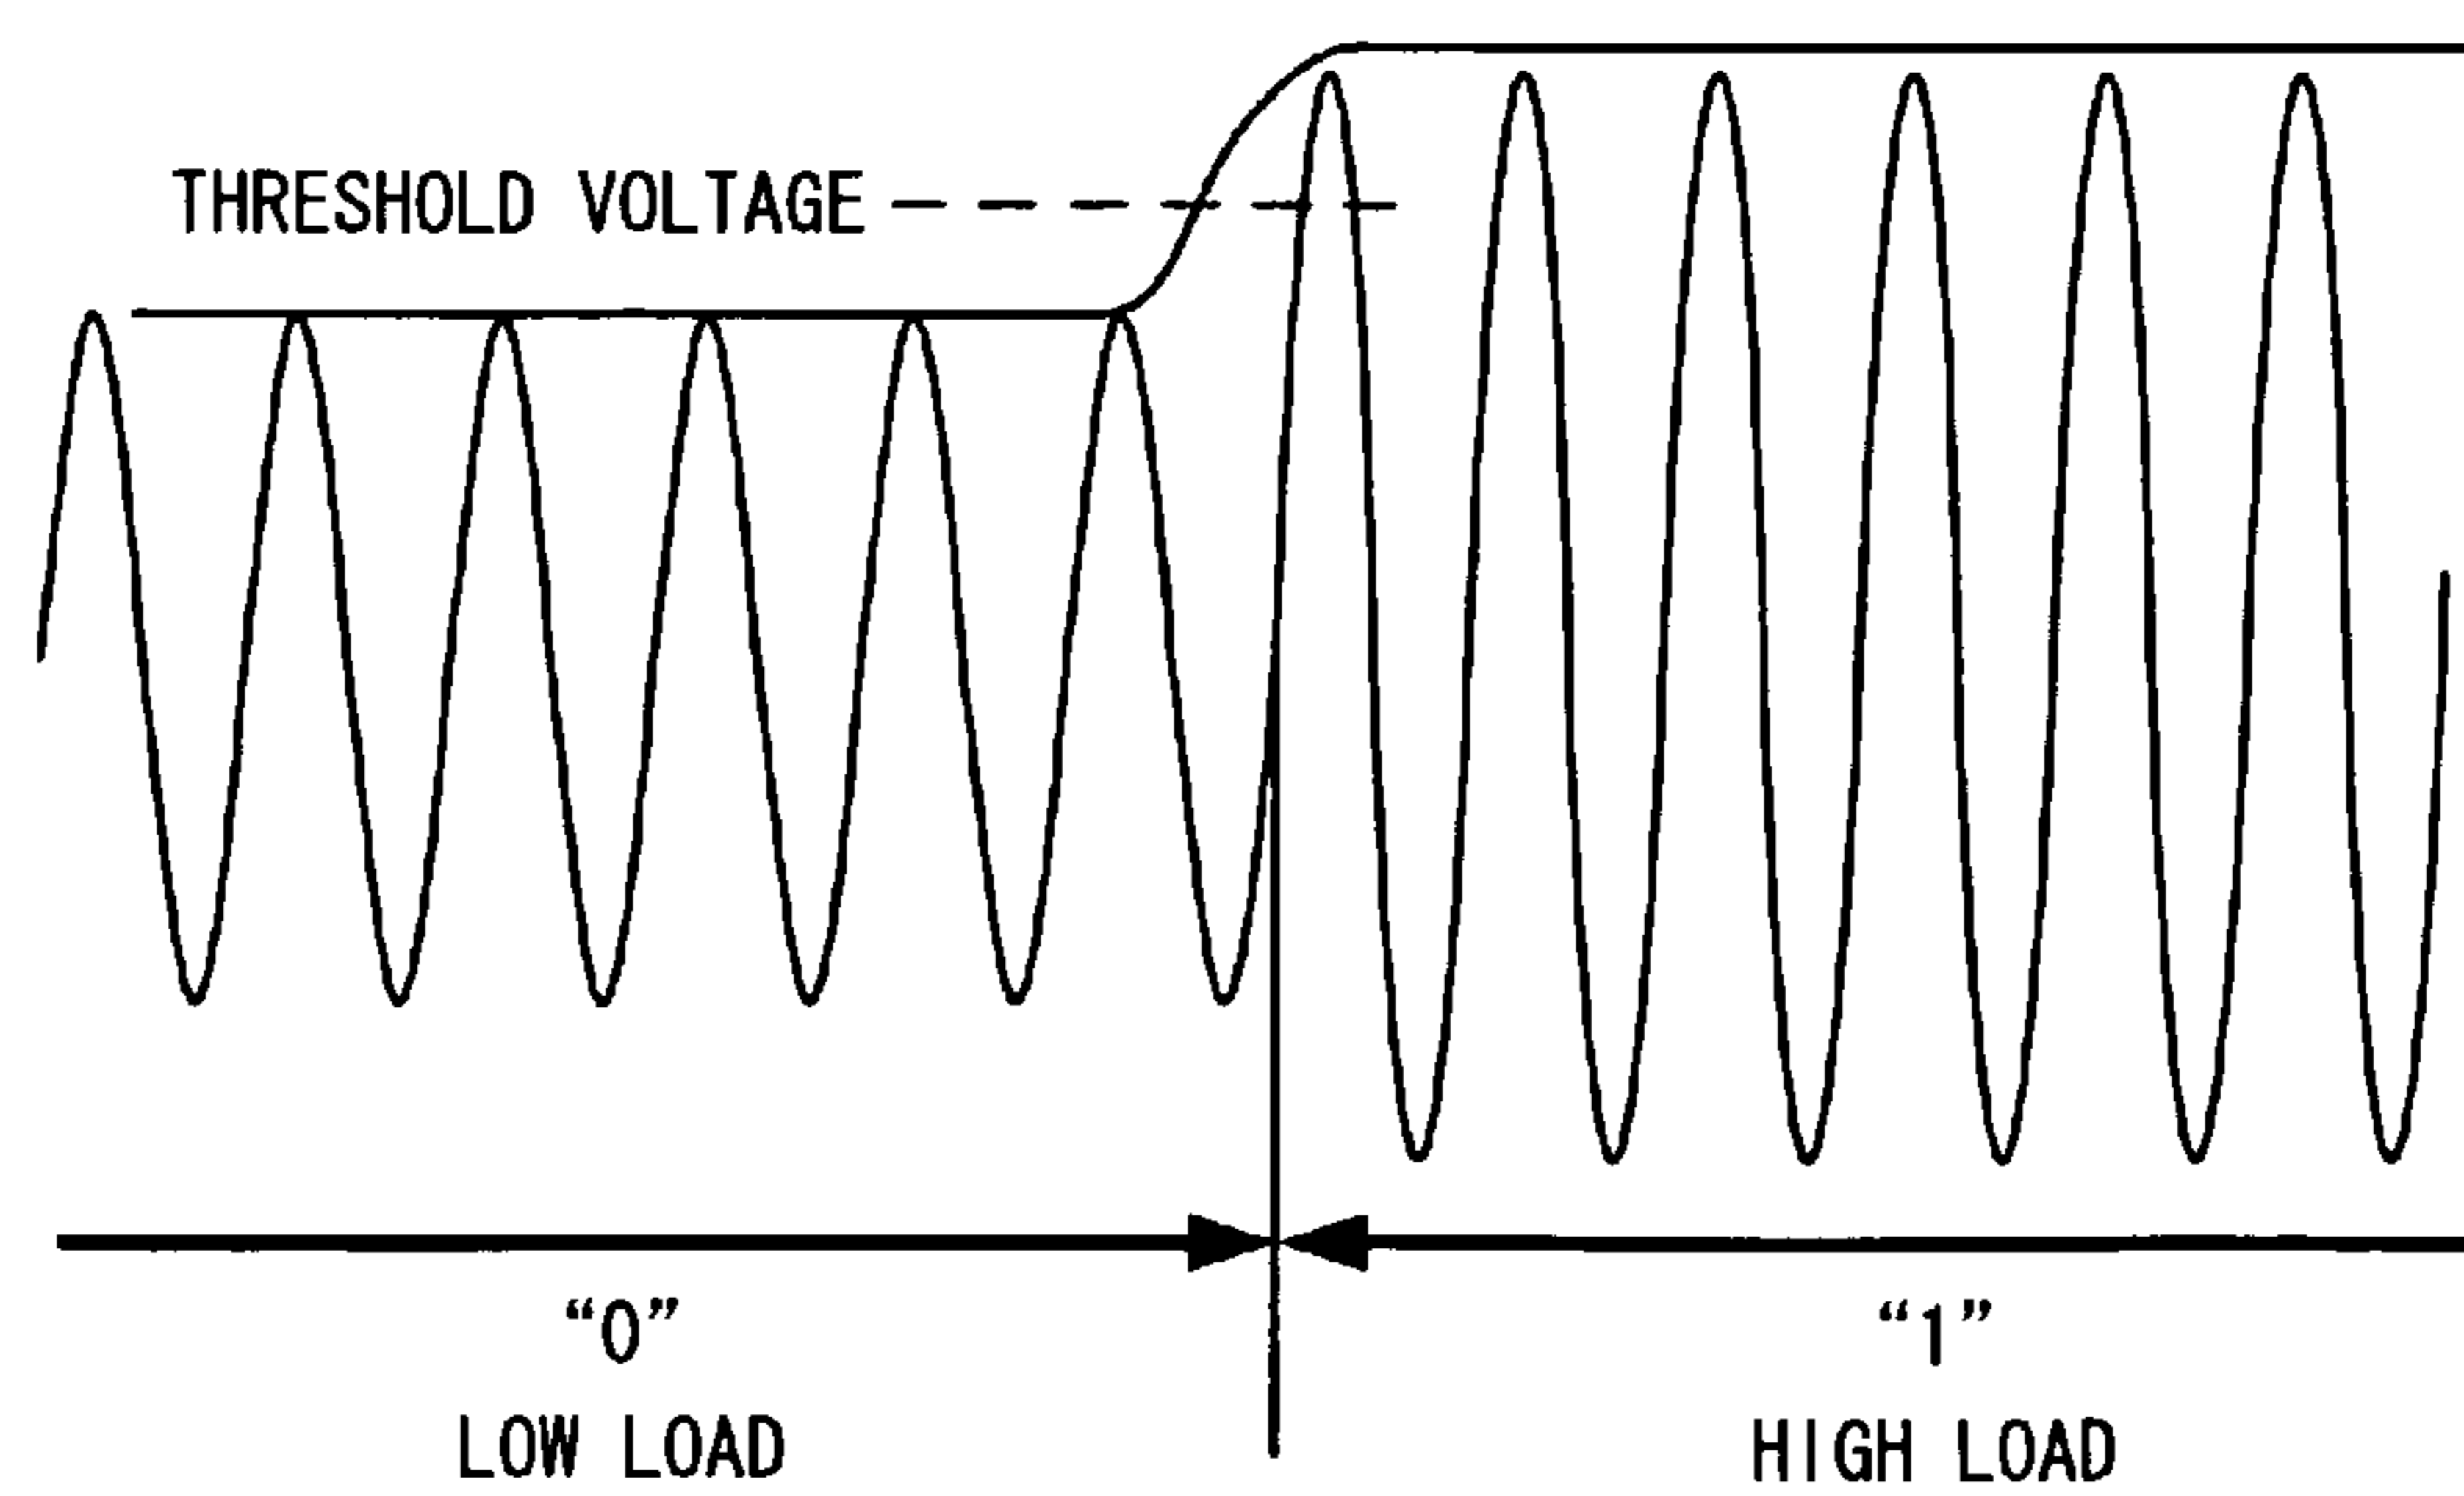 THRESHOLD VOLTAGE
“0”
LOW LOAD
“1”
HIGH LOAD